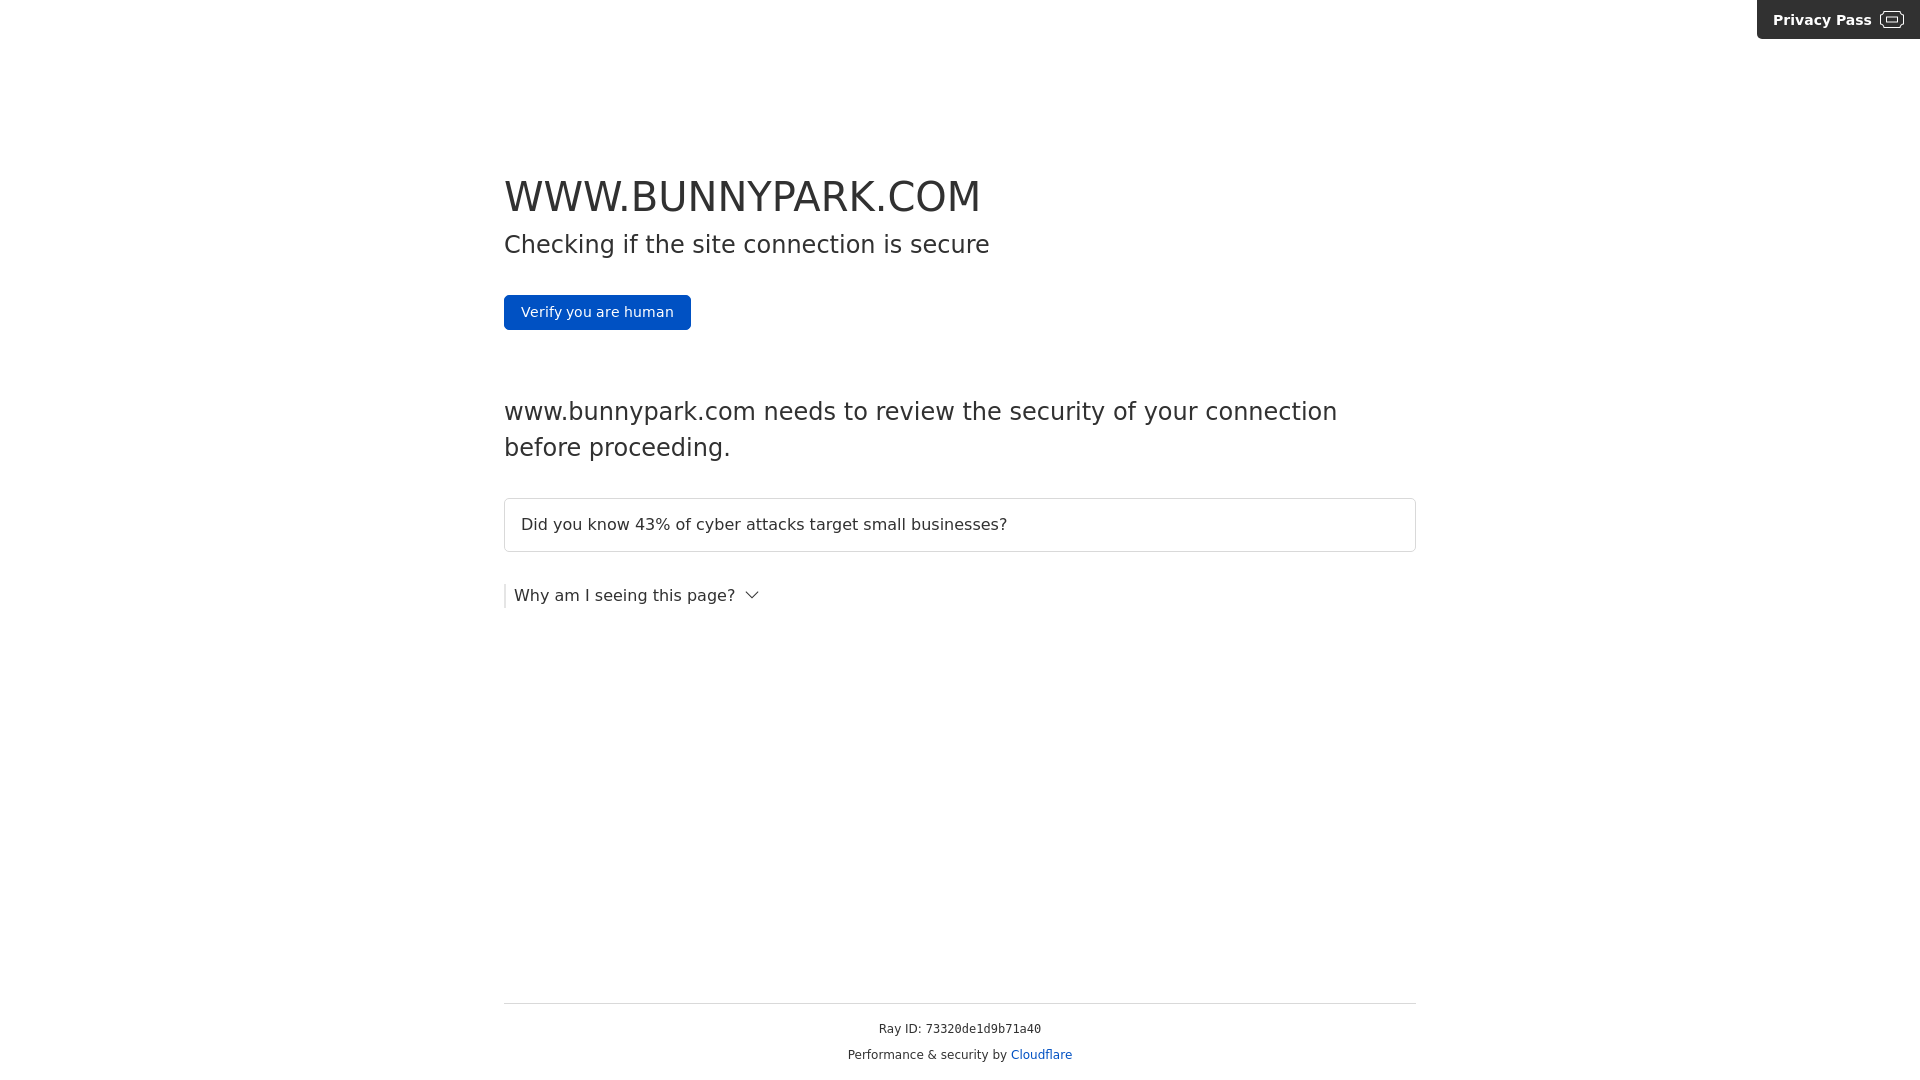 Privacy Pass
WWW.BUNNYPARK.COM
Checking if the site connection is secure
Verify you are human
www.bunnypark.com needs to review the security of your connection
before proceeding.
Did you know 43% of cyber attacks target small businesses?
Why am I seeing this page?
Ray ID: 73320de1d9b71a40
Performance & security by Cloudflare